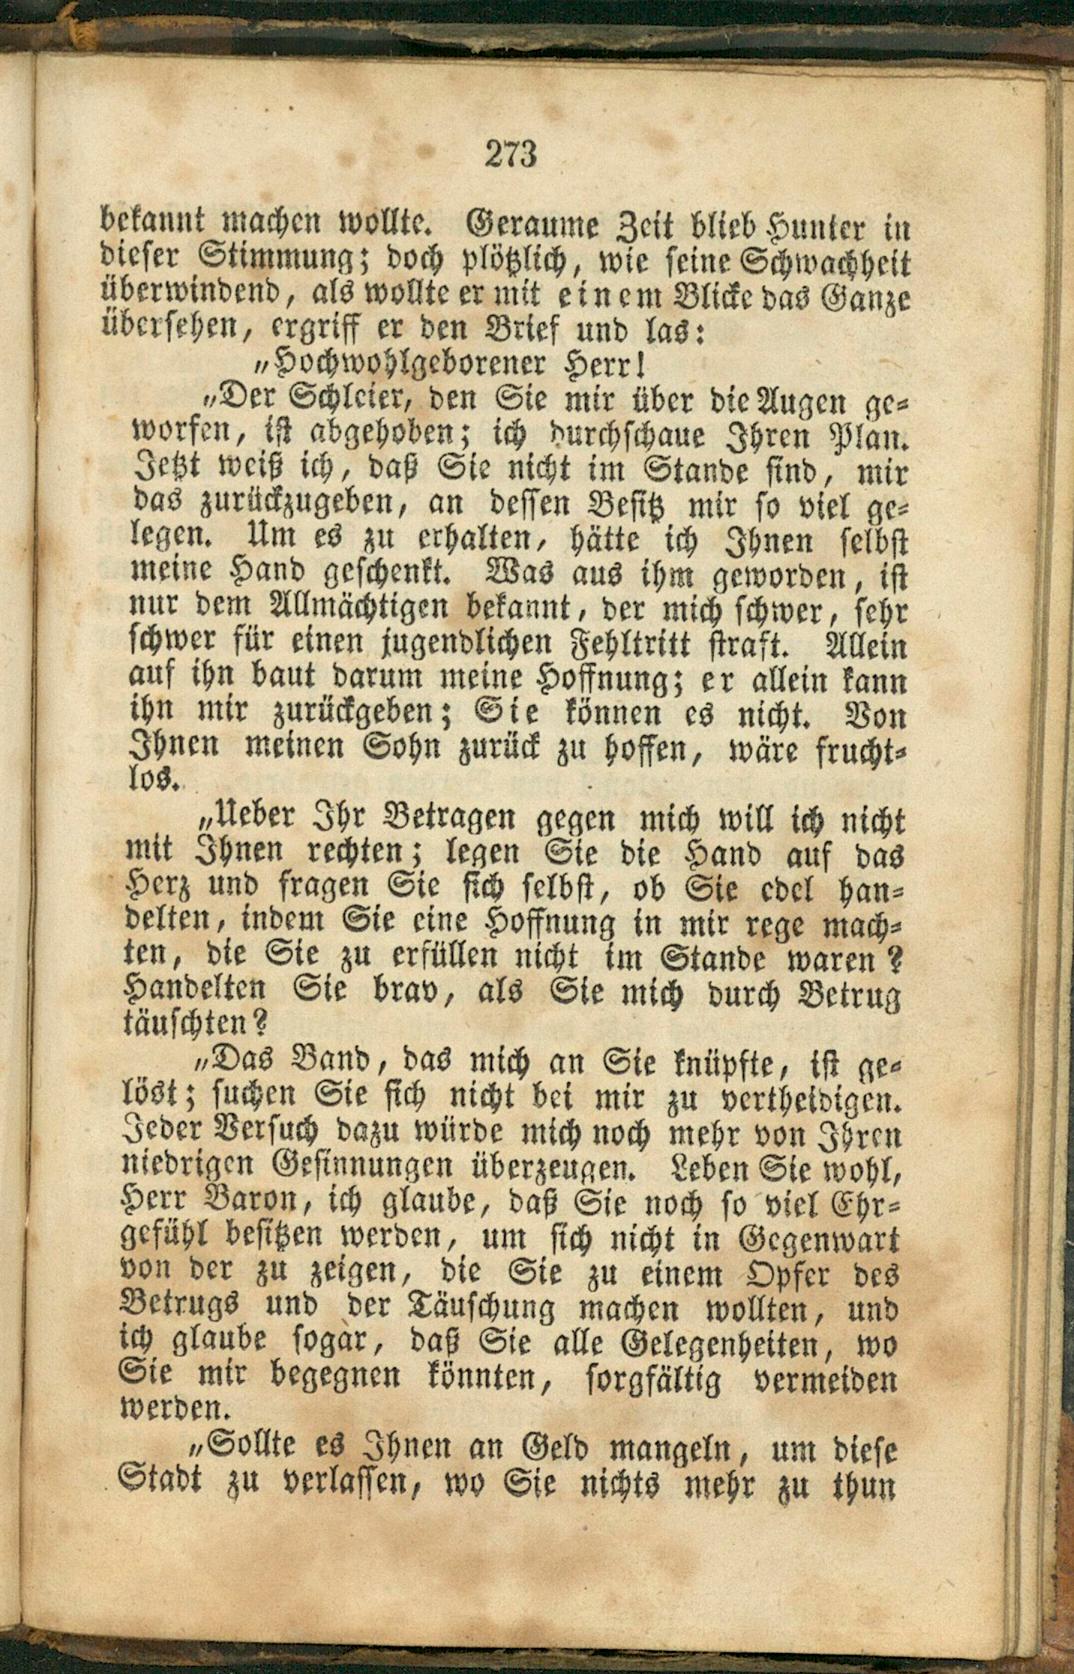 273
bekannt machen wollte. Geraume Zeit blieb Hunter in
dieser Stimmung; doch plötzlich, wie seine Schwachheit
überwindend, als wollte er mit einem Blicke das Ganze
übersehen, ergriff er den Brief und las:
„Hochwohlgeborener Herr!
„Der Schleier, den Sie mir über die Augen ge-
worfen, ist abgehoben; ich durchschaue Ihren Plan.
Jetzt weiß ich, daß Sie nicht im Stande sind, mir
das zurückzugeben, an dessen Besitz mir so viel ge-
legen. Um es zu erhalten, hätte ich Ihnen selbst
meine Hand geschenkt. Was aus ihm geworden, ist
nur dem Allmächtigen bekannt, der mich schwer, sehr
schwer für einen jugendlichen Fehltritt straft. Allein
auf ihn baut darum meine Hoffnung; er allein kann
ihn mir zurückgeben; Sie können es nicht. Von
Ihnen meinen Sohn zurück zu hoffen, wäre frucht-
los.
„Ueber Ihr Betragen gegen mich will ich nicht
mit Ihnen rechten; legen Sie die Hand auf das
Herz und fragen Sie sich selbst, ob Sie edel han-
delten, indem Sie eine Hoffnung in mir rege mach-
ten, die Sie zu erfüllen nicht im Stande waren?
Handelten Sie brav, als Sie mich durch Betrug
täuschten?
„Das Band, das mich an Sie knüpfte, ist ge-
löst; suchen Sie sich nicht bei mir zu vertheidigen.
Jeder Versuch dazu würde mich noch mehr von Ihren
niedrigen Gesinnungen überzeugen. Leben Sie wohl,
Herr Baron, ich glaube, daß Sie noch so viel Ehr-
gefühl besitzen werden, um sich nicht in Gegenwart
von der zu zeigen, die Sie zu einem Opfer des
Betrugs und der Täuschung machen wollten, und
ich glaube sogar, daß Sie alle Gelegenheiten, wo
Sie mir begegnen könnten, sorgfältig vermeiden
werden.
„Sollte es Ihnen an Geld mangeln, um diese
Stadt zu verlassen, wo Sie nichts mehr zu thun